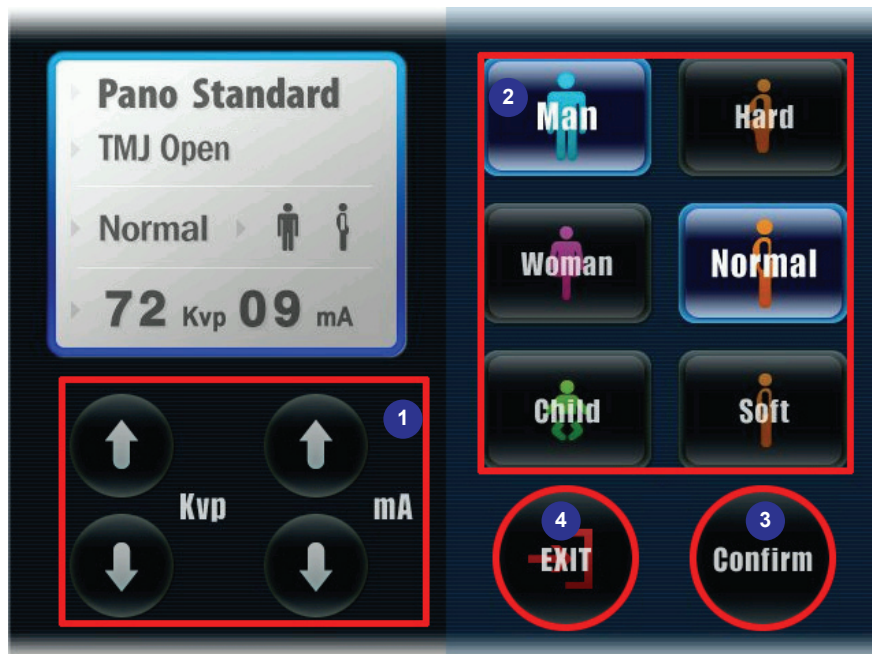 Pano Standard
TMJ Open
Normal
72 Kvp 09 mA
1
Kvp
mA
2
Man
Hard
Woman
Normal
Child
Soft
4
EXIT
3
Confirm